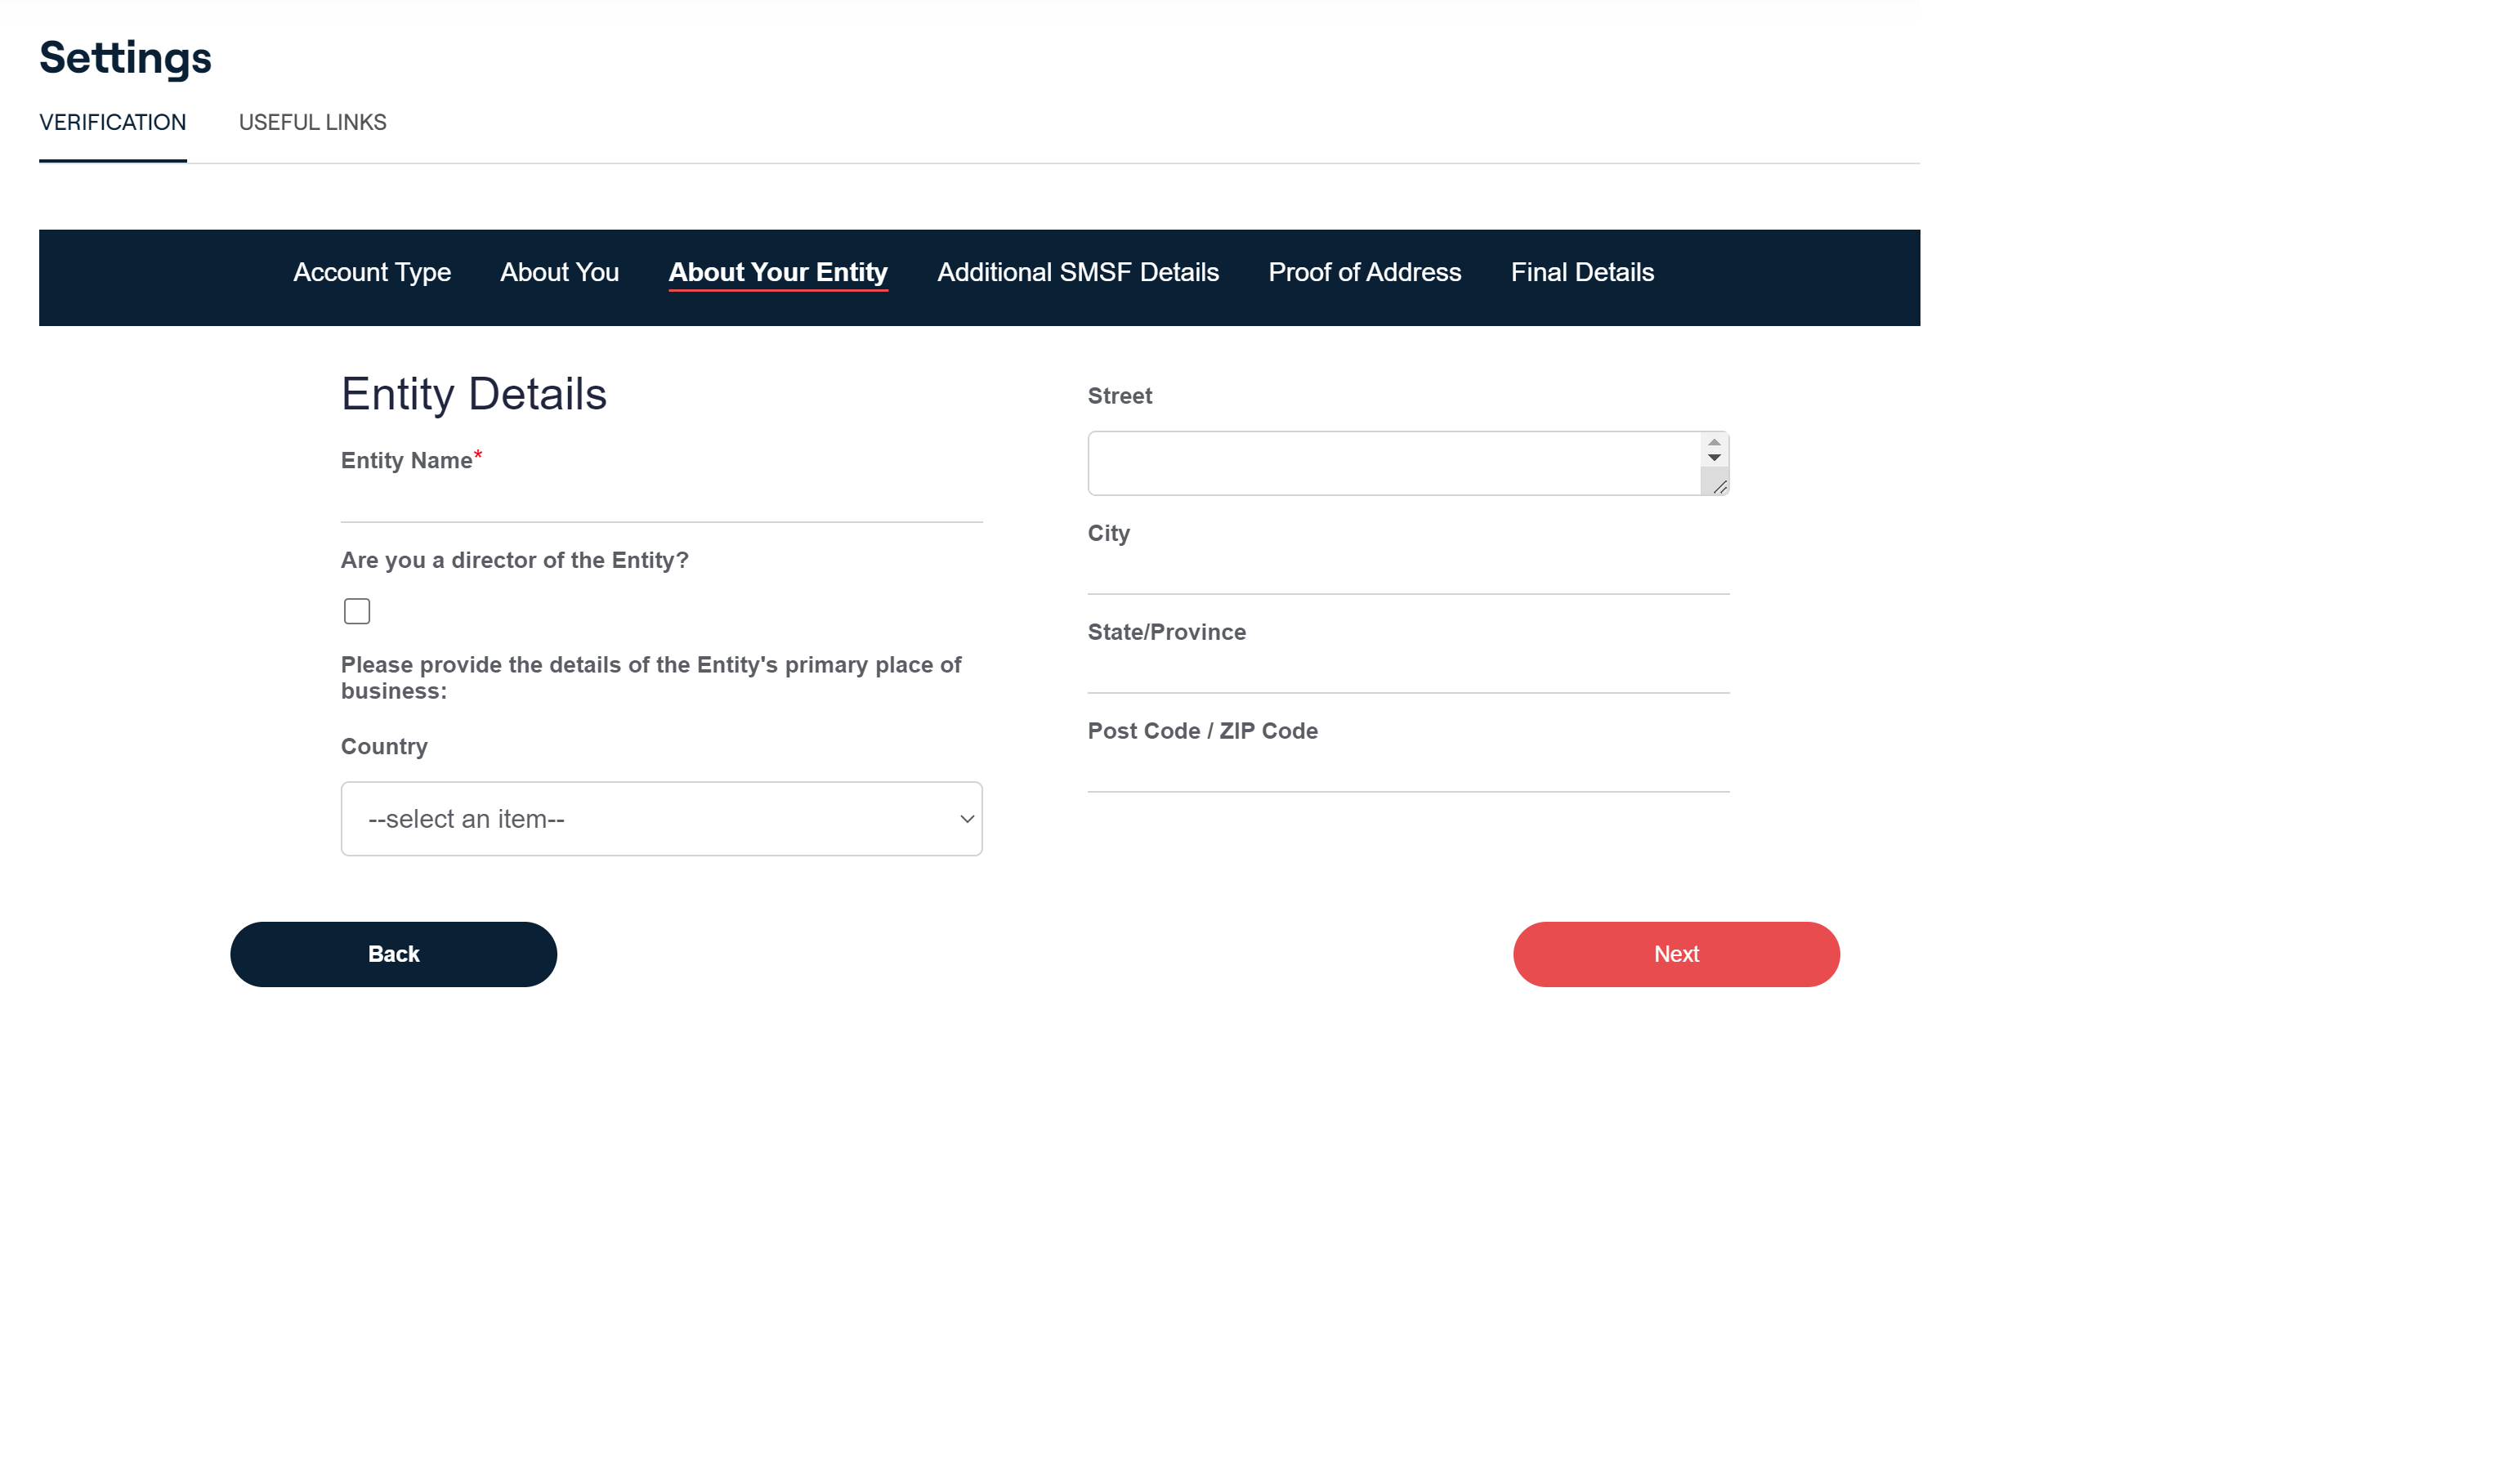 Settings
VERIFICATION USEFUL LINKS
Account Type About You About Your Entity Additional SMSF Details Proof of Address Final Details
Entity Details
Entity Name*
Are you a director of the Entity?
Please provide the details of the Entity's primary place of
business:
Country
--select an item--
Street
City
State/Province
Post Code / ZIP Code
Back
Next